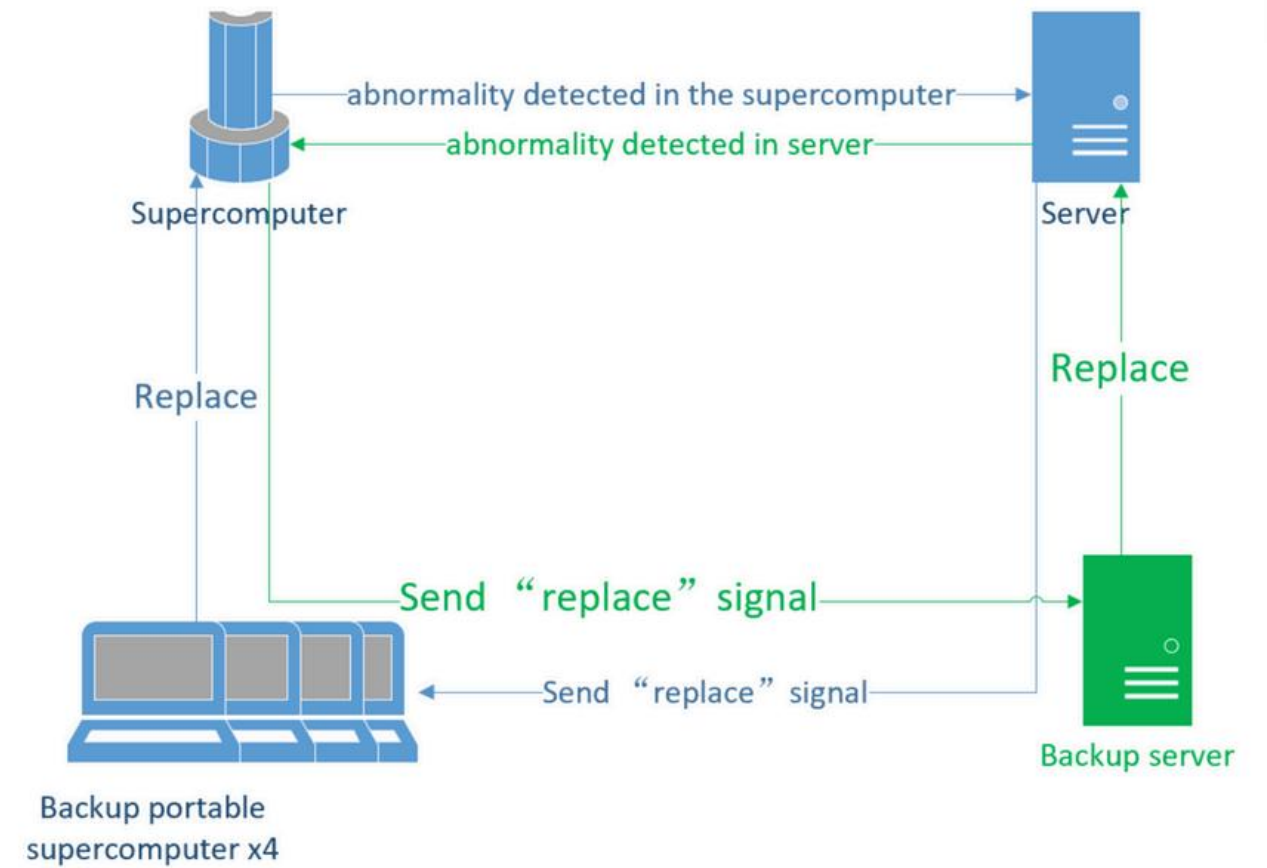 abnormality detected in the supercomputer
abnormality detected in server
Supercomputer
Server
Replace
Replace
Send “replace” signal
Send “replace” signal
Backup server
Backup portable
supercomputer x4